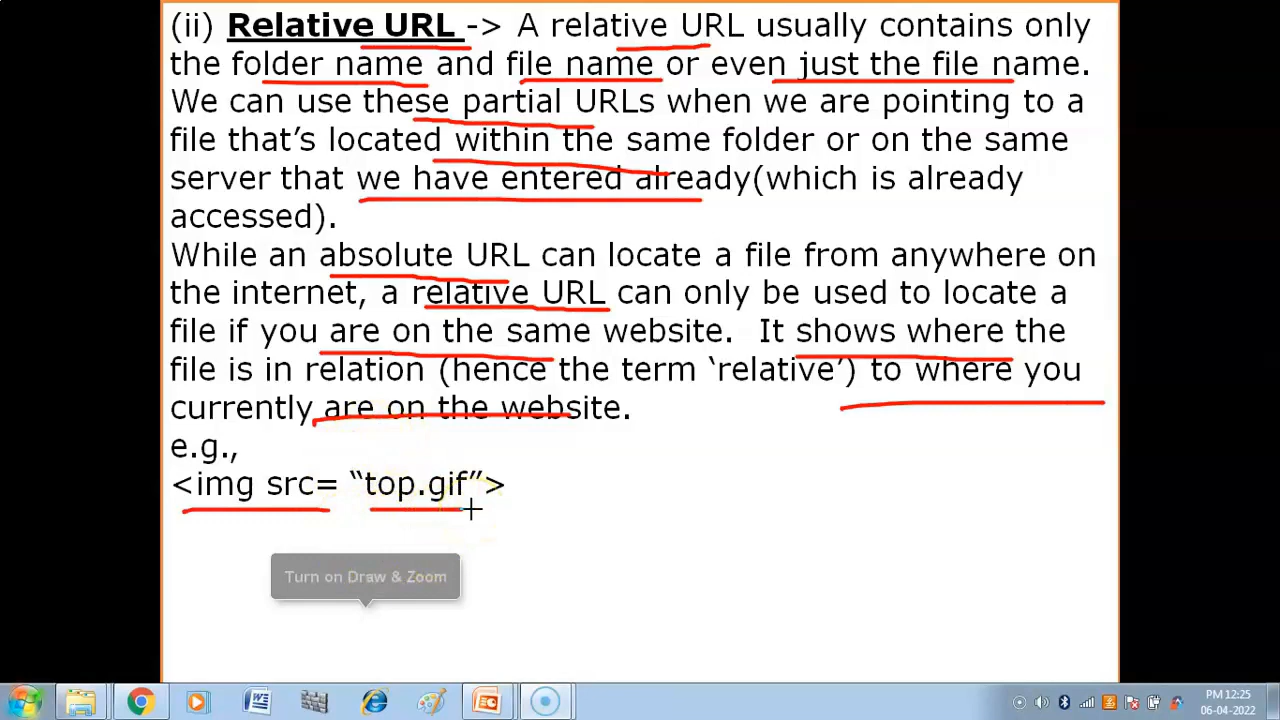 (ii) Relative URL -> A relative URL usually contains only
the folder name and file name or even just the file name.
We can use these partial URLs when we are pointing to a
file that’s located within the same folder or on the same
server that we have entered already(which is already
accessed).
While an absolute URL can locate a file from anywhere on
the internet, a relative URL can only be used to locate a
file if you are on the same website.  It shows where the
file is in relation (hence the term ‘relative’) to where you
currently are on the website.
e.g.,
<img src= “top.gif”>
Turn on Draw & Zoom
PM 12:25
06-04-2022